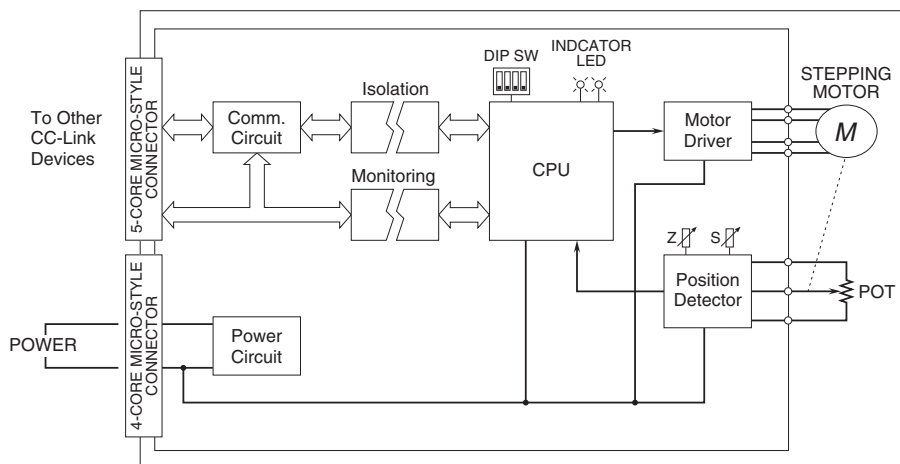 To Other
CC-Link
Devices
5-CORE MICRO-STYLE
CONNECTOR
Comm.
Circuit
Isolation
Monitoring
DIP SW
INDCATOR
LED
CPU
Motor
Driver
STEPPING
MOTOR
M
Z
S
Position
Detector
POT
POWER
4-CORE MICRO-STYLE
CONNECTOR
Power
Circuit